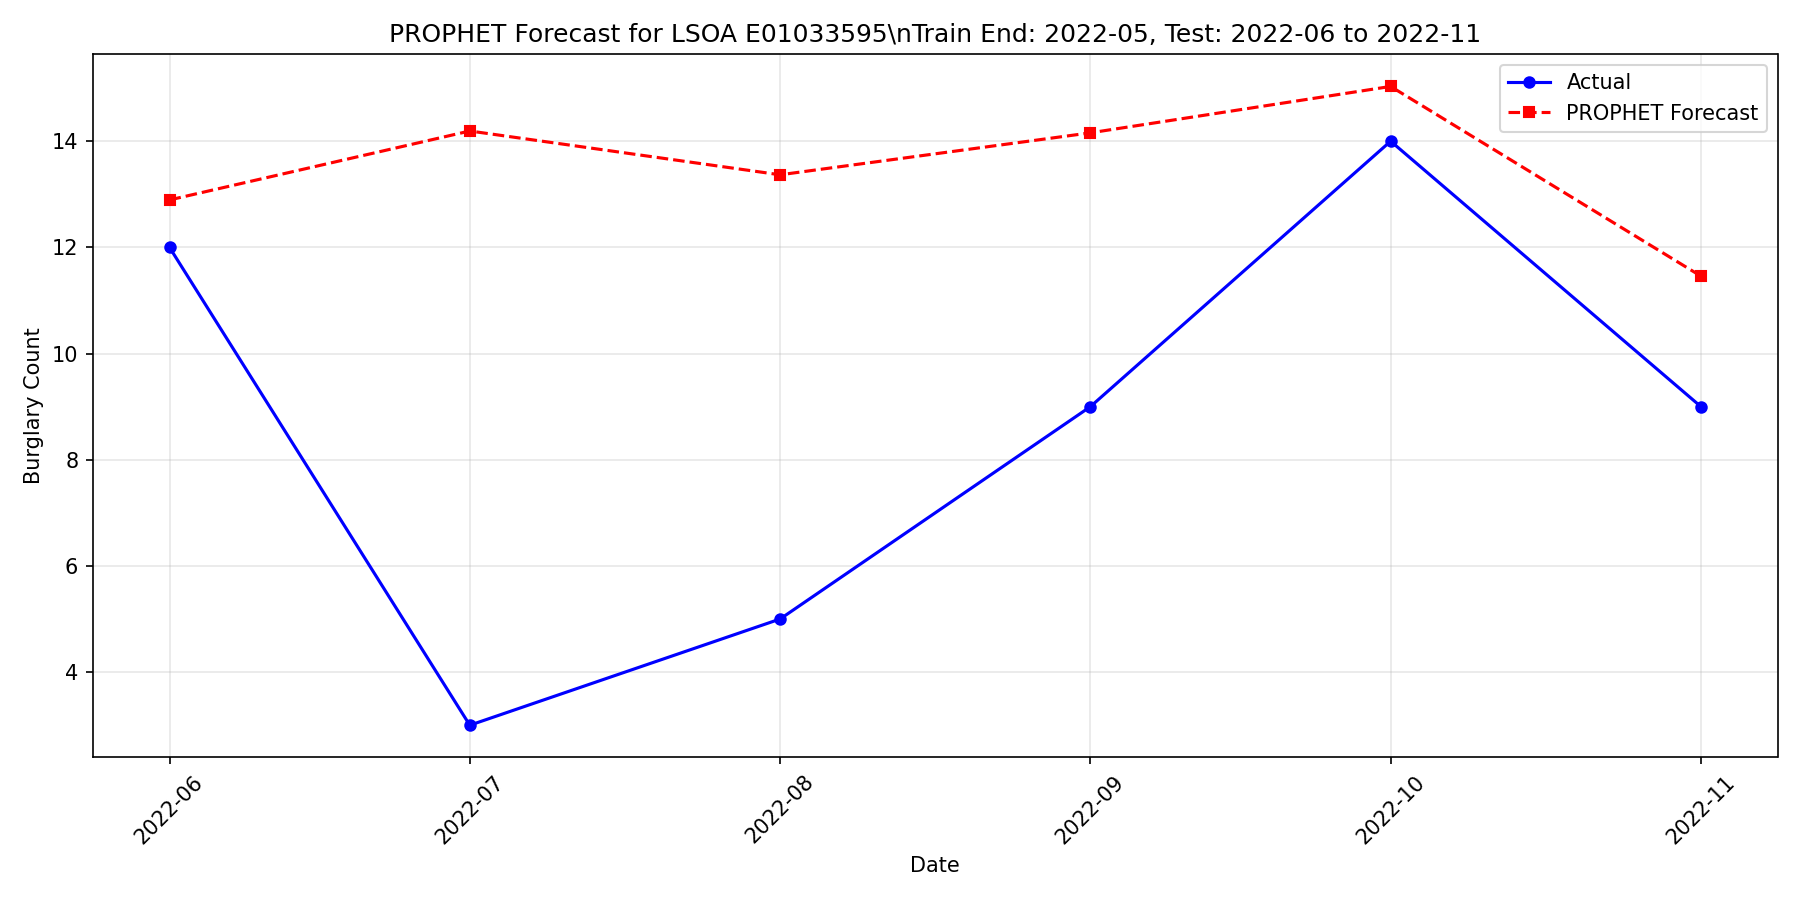 PROPHET Forecast for LSOA E01033595\nTrain End: 2022-05, Test: 2022-06 to 2022-11
Actual
PROPHET Forecast
Burglary Count
14
12
10
8
6
4
2022-06
2022-07
2022-08
2022-09
2022-10
2022-11
Date